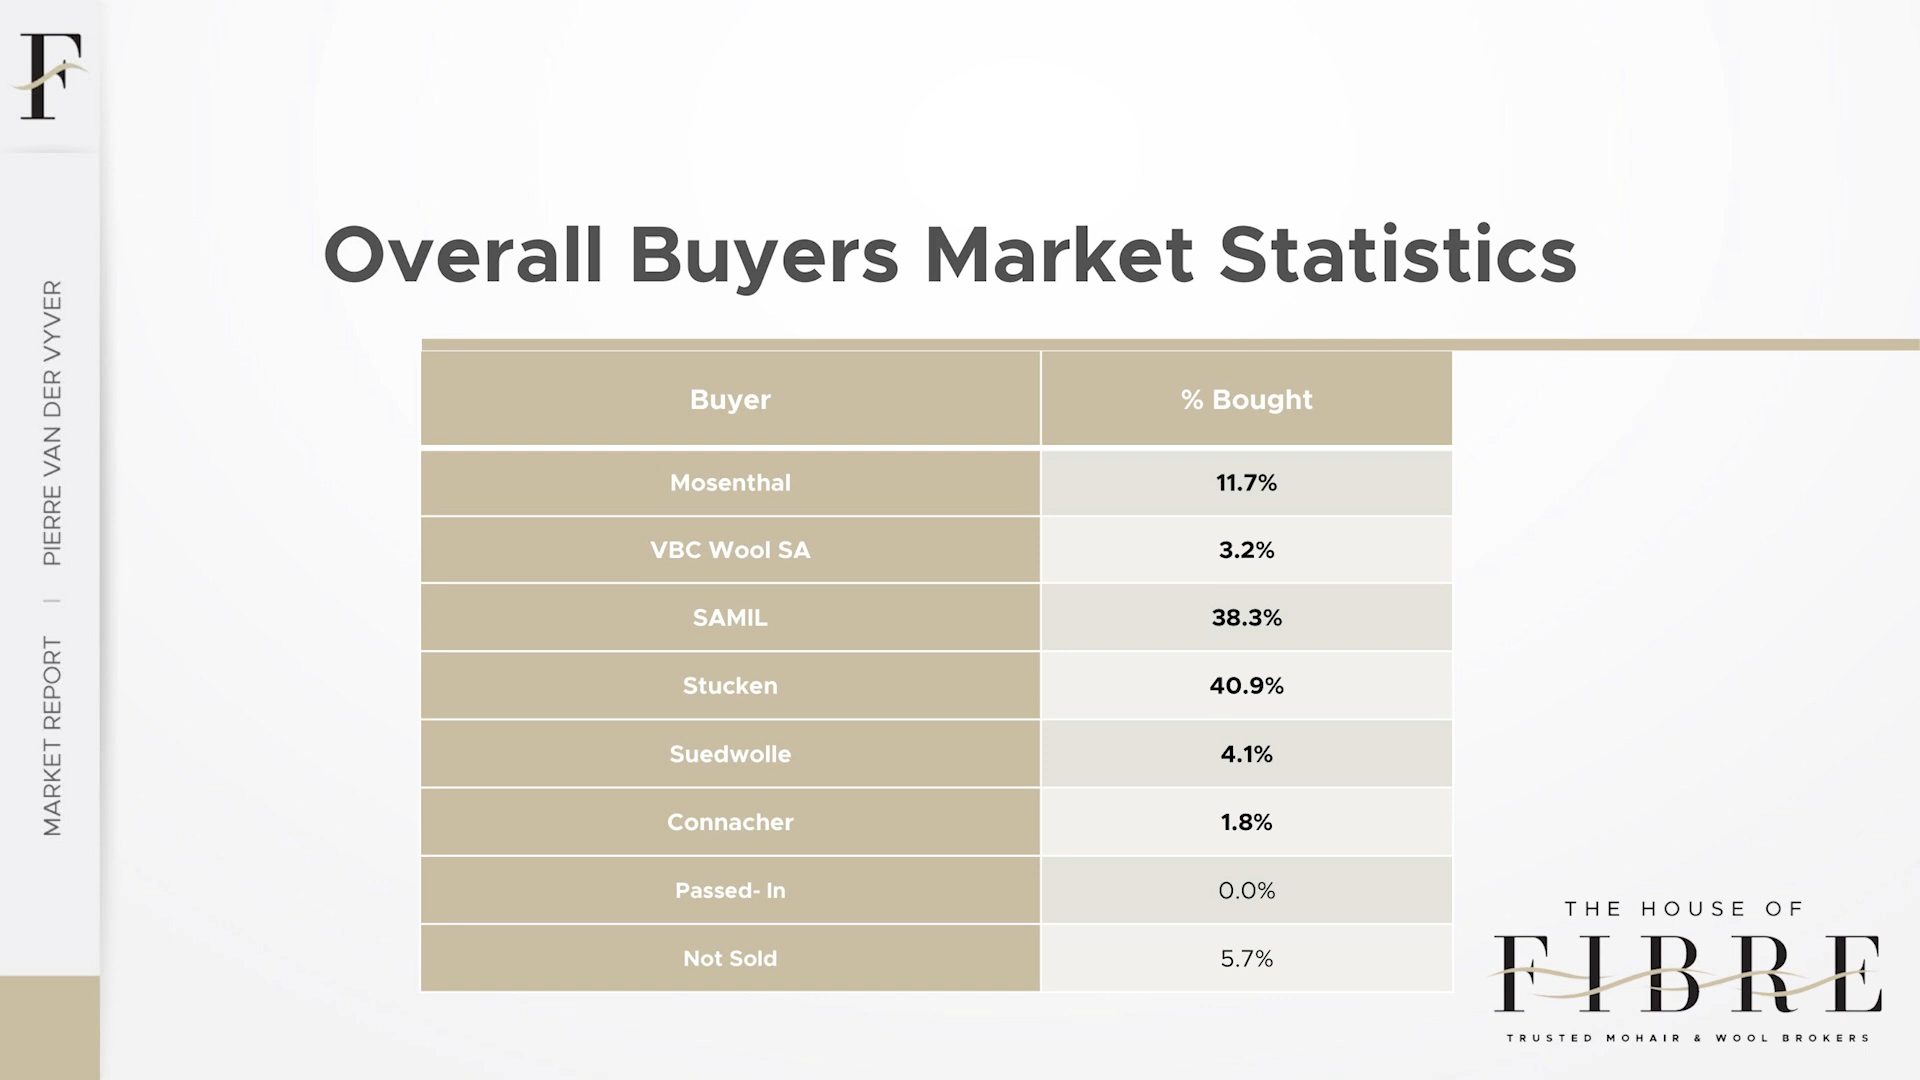 F
MARKET REPORT | PIERRE VAN DER VYVER
Overall Buyers Market Statistics
Buyer % Bought
Mosenthal 11.7%
VBC Wool SA 3.2%
SAMIL 38.3%
Stucken 40.9%
Suedwolle 4.1%
Connacher 1.8%
Passed- In 0.0%
Not Sold 5.7%
THE HOUSE OF
FIBRE
TRUSTED MOHAIR & WOOL BROKERS